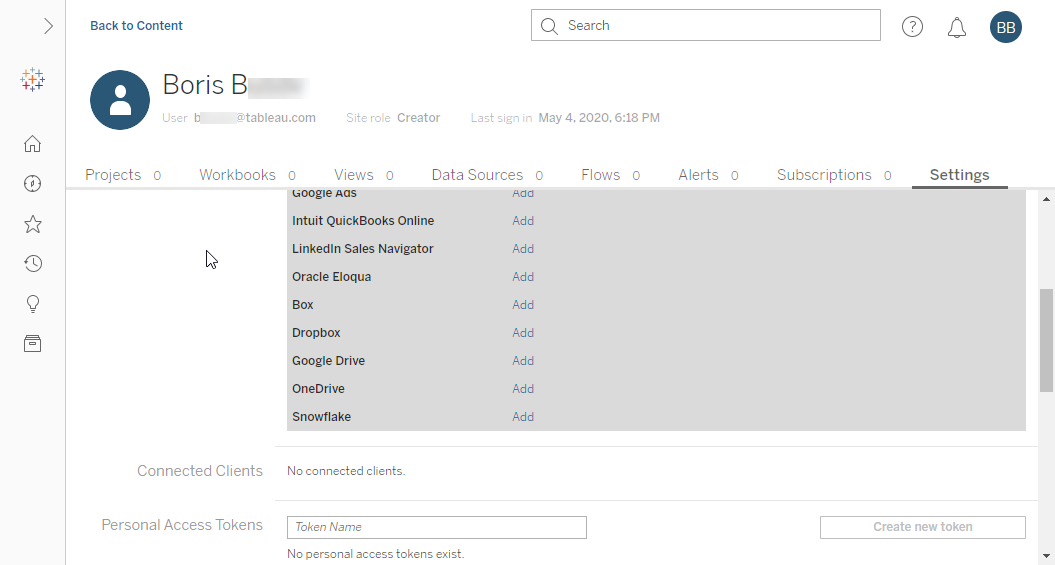 Back to Content
Search
BB
Boris B
User b @tableau.com Site role Creator Last sign in May 4, 2020, 6:18 PM
Projects 0 Workbooks 0 Views 0 Data Sources 0 Flows 0 Alerts 0 Subscriptions 0 Settings
Google Ads Add
Intuit QuickBooks Online Add
LinkedIn Sales Navigator Add
Oracle Eloqua Add
Box Add
Dropbox Add
Google Drive Add
OneDrive Add
Snowflake Add
Connected Clients No connected clients.
Personal Access Tokens Token Name Create new token
No personal access tokens exist.